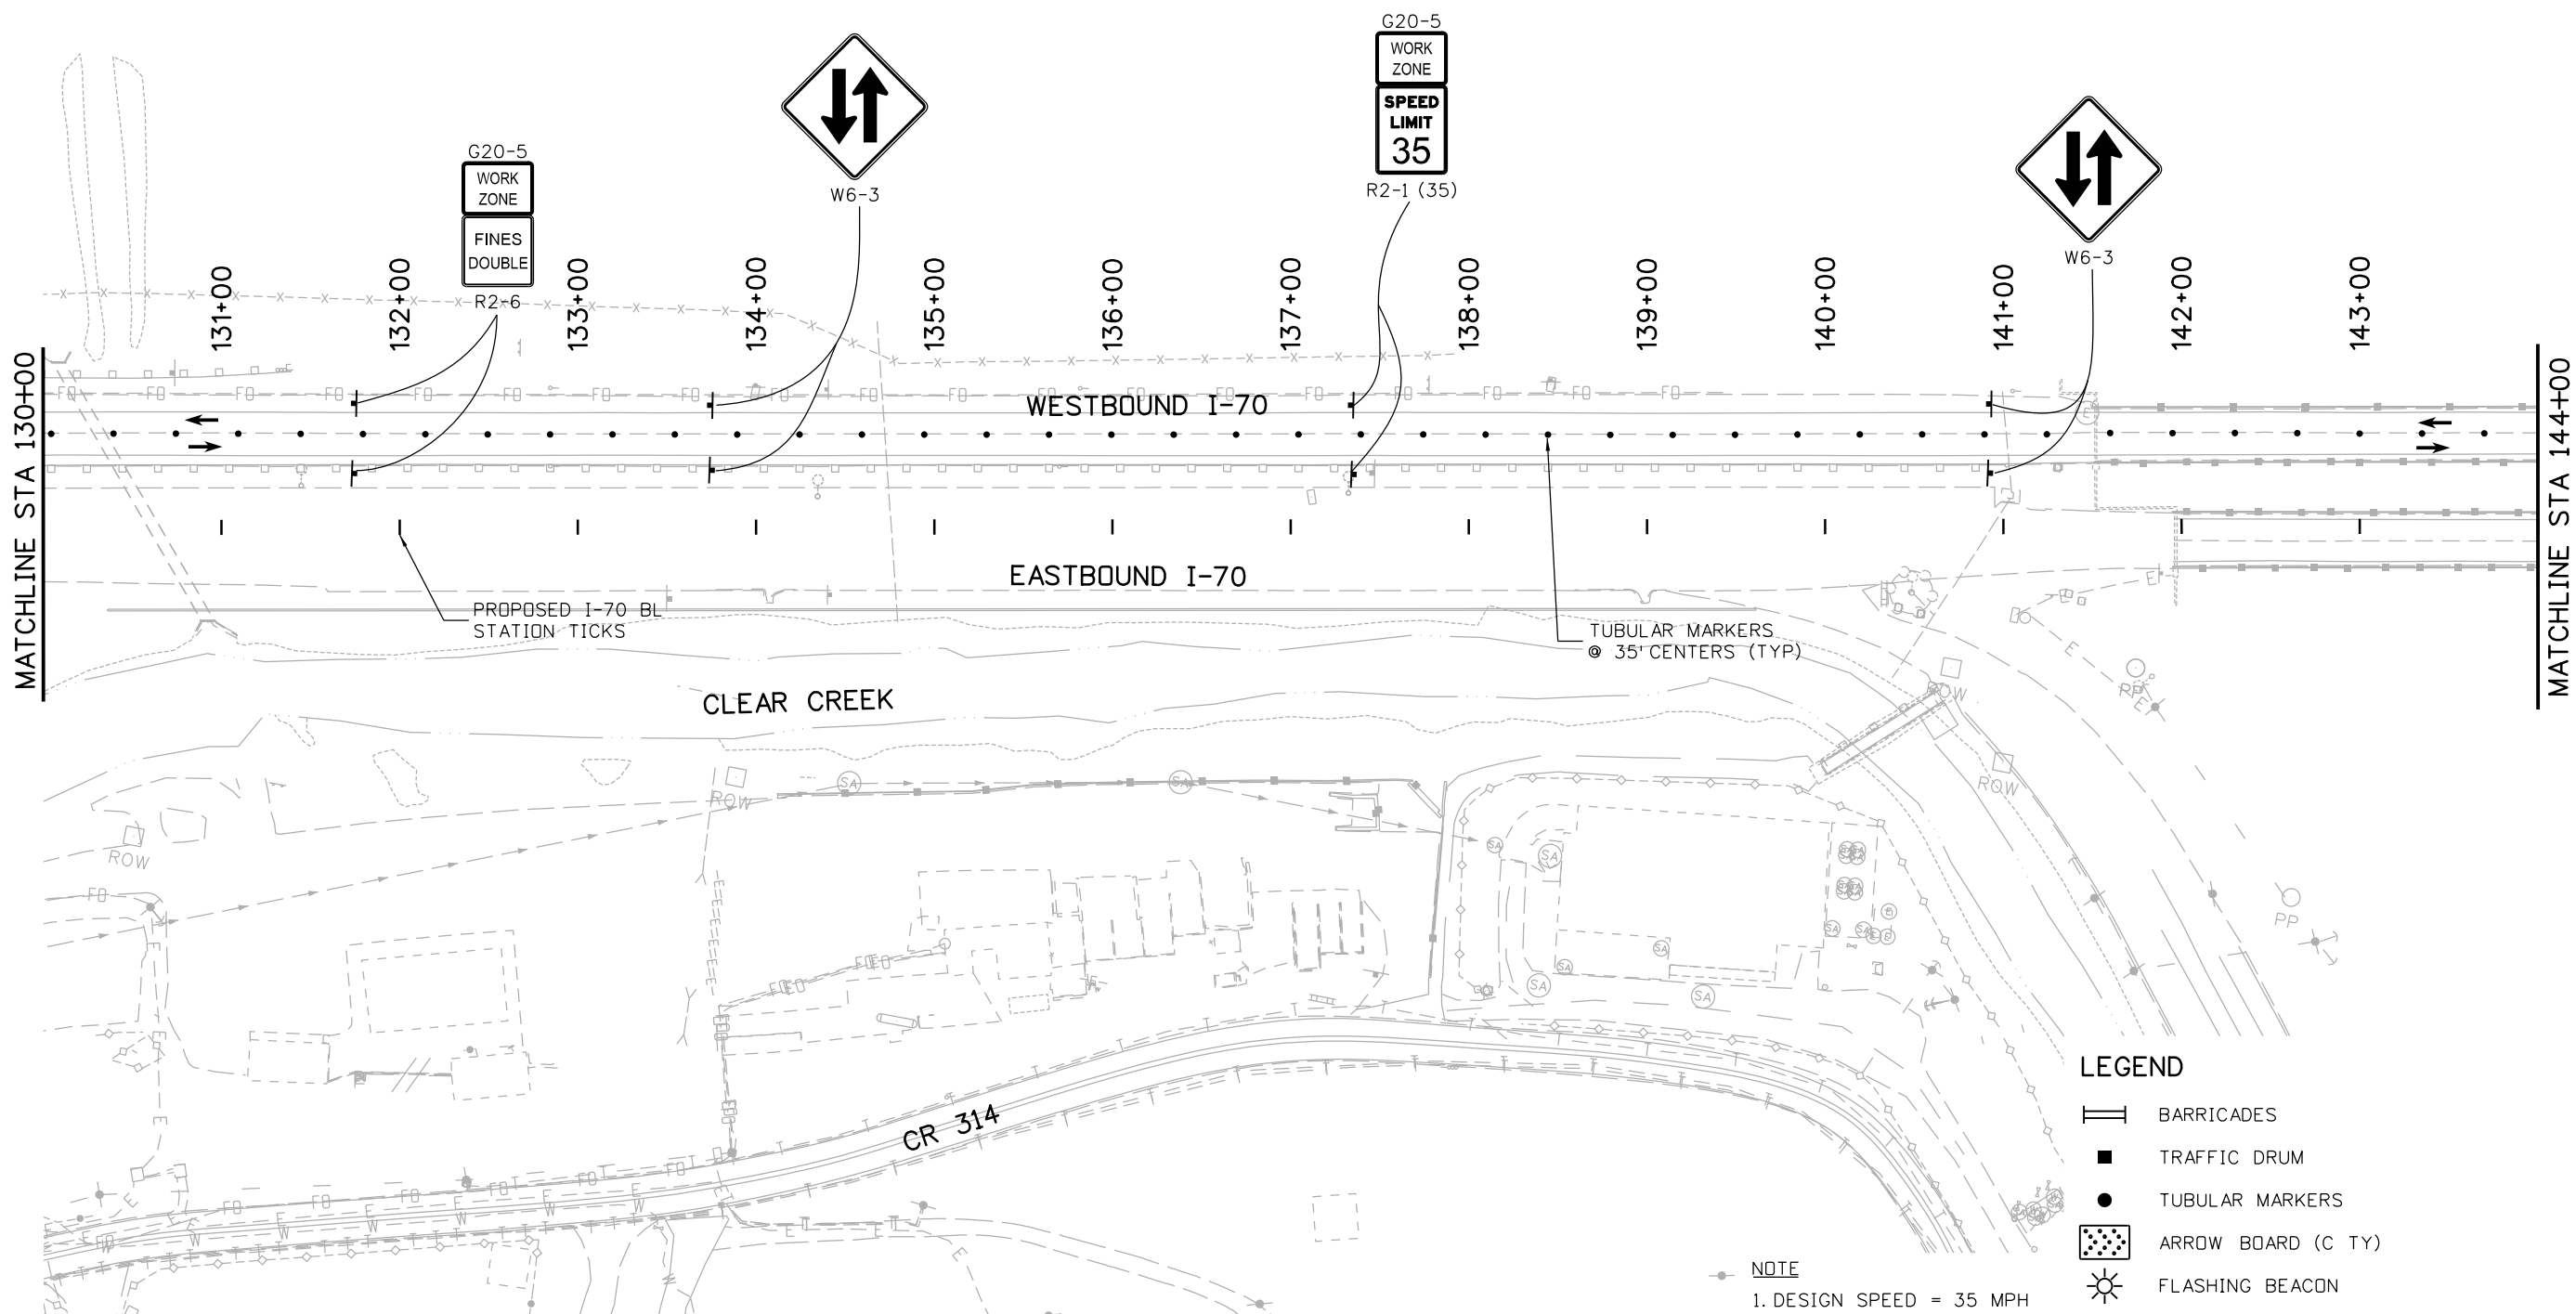 G20-5
WORK
ZONE
SPEED
LIMIT
35
R2-1 (35)
G20-5
WORK
ZONE
FINES
DOUBLE
R2-6
W6-3
W6-3
131+00
132+00
133+00
134+00
135+00
136+00
137+00
138+00
139+00
140+00
141+00
142+00
143+00
MATCHLINE STA 130+00
MATCHLINE STA 144+00
WESTBOUND I-70
EASTBOUND I-70
PROPOSED I-70 BL
STATION TICKS
TUBULAR MARKERS
@ 35' CENTERS (TYP)
CLEAR CREEK
ROW
ROW
ROW
ROW
PP
PP
CR 314
LEGEND
BARRICADES
TRAFFIC DRUM
TUBULAR MARKERS
ARROW BOARD (C TY)
FLASHING BEACON
NOTE
1. DESIGN SPEED = 35 MPH